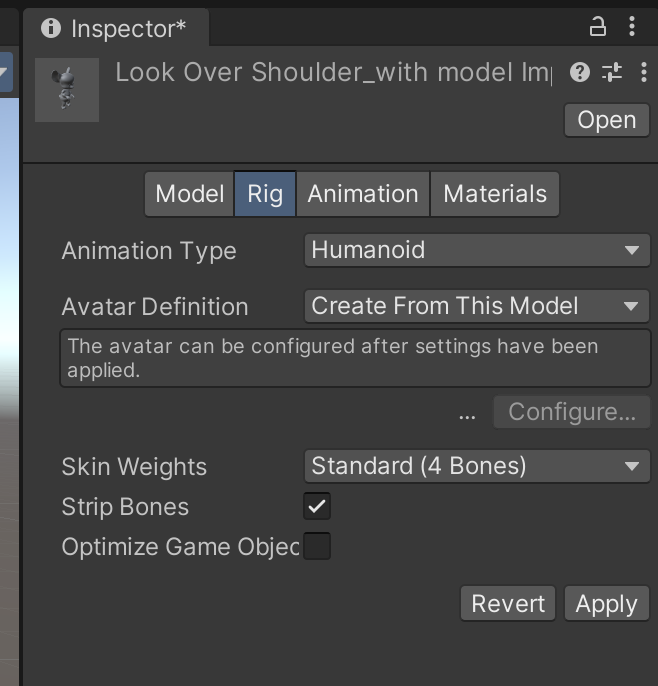 Inspector*
Look Over Shoulder_with model Im
Open
Model Rig Animation Materials
Animation Type Humanoid
Avatar Definition Create From This Model
The avatar can be configured after settings have been
applied.
... Configure...
Skin Weights Standard (4 Bones)
Strip Bones
Optimize Game Objec
Revert Apply